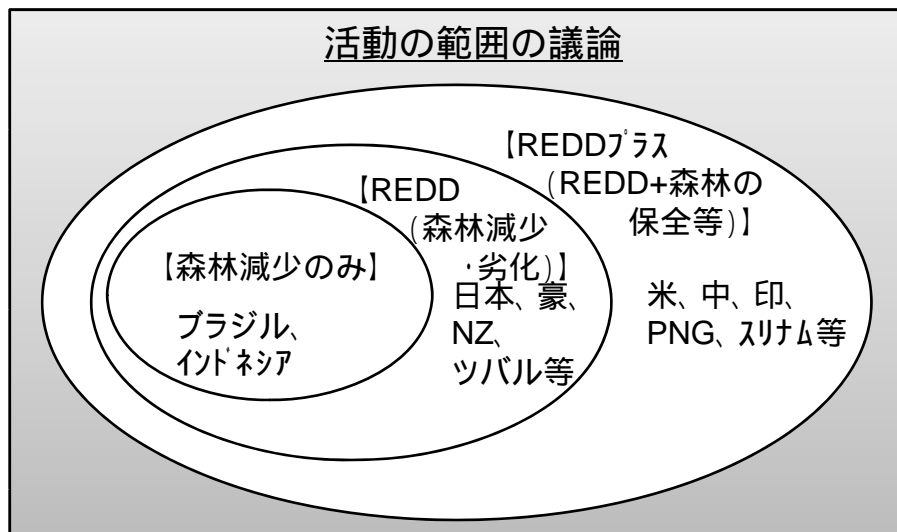 活動の範囲の議論
【REDDﾌﾟﾗｽ
(REDD+森林の
保全等)】
【REDD
(森林減少
・劣化)】
【森林減少のみ】
日本、豪、
NZ、
ツバル等
米、中、印、
PNG、ｽﾘﾅﾑ等
ブラジル、
ｲﾝﾄﾞﾈｼｱ